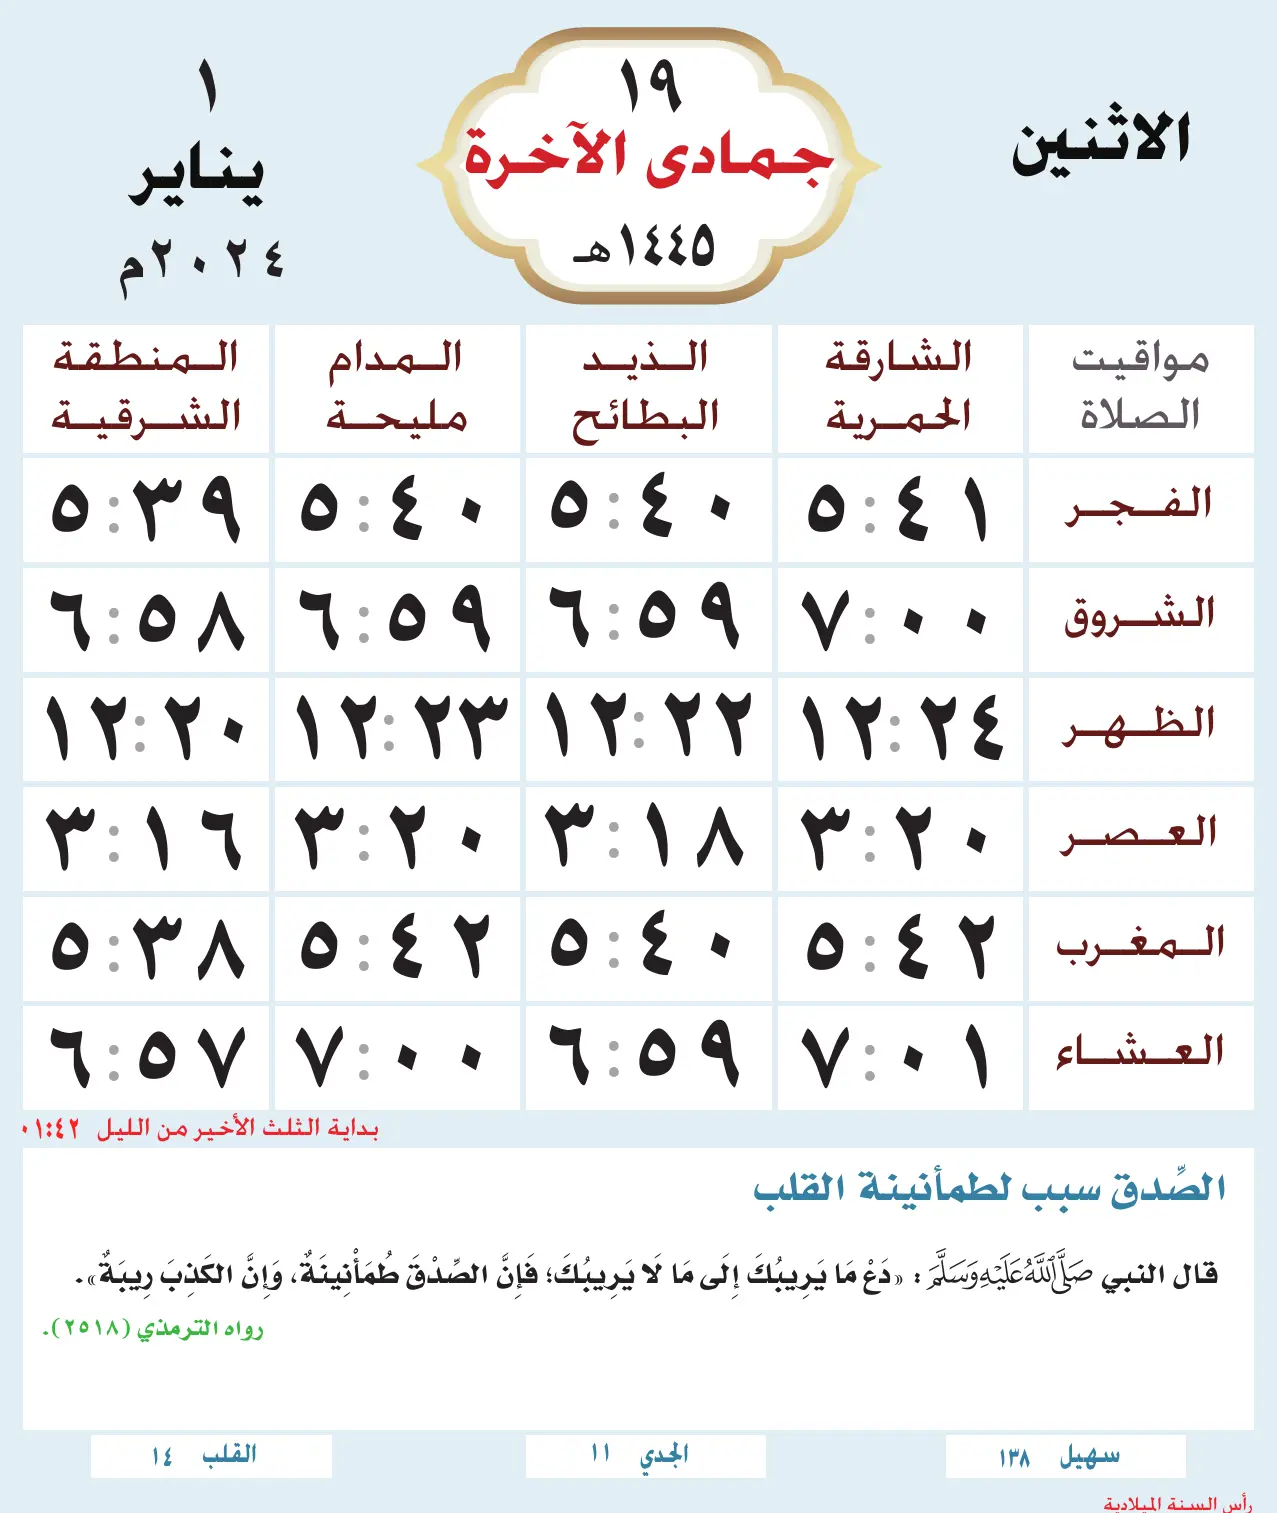 الاثنين
١٩
جمادى الآخرة
١٤٤٥هـ
١
يناير
٢٠٢٤م
مواقيت الصلاة | الشارقة الحمرية | الذيد البطائح | المدام مليحة | المنطقة الشرقية
الفجر ٥:٤١ ٥:٤٠ ٥:٤٠ ٥:٣٩
الشروق ٧:٠٠ ٦:٥٩ ٦:٥٩ ٦:٥٨
الظهر ١٢:٢٤ ١٢:٢٢ ١٢:٢٣ ١٢:٢٠
العصر ٣:٢٠ ٣:١٨ ٣:٢٠ ٣:١٦
المغرب ٥:٤٢ ٥:٤٠ ٥:٤٢ ٥:٣٨
العشاء ٧:٠١ ٦:٥٩ ٧:٠٠ ٦:٥٧
بداية الثلث الأخير من الليل ٠١:٤٢
الصِّدق سبب لطمأنينة القلب
قال النبي صَلَّى اللَّهُ عَلَيْهِ وَسَلَّمَ: «دَعْ مَا يَرِيبُكَ إِلَى مَا لَا يَرِيبُكَ؛ فَإِنَّ الصِّدْقَ طُمَأْنِينَةٌ، وَإِنَّ الكَذِبَ رِيبَةٌ».
رواه الترمذي (٢٥١٨).
سهيل ١٣٨
الجدي ١١
القلب ١٤
رأس السنة الميلادية